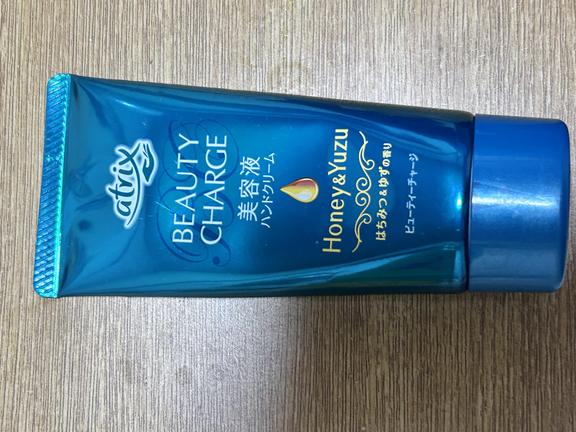 atrix
BEAUTY
CHARGE
美容液
ハンドクリーム
Honey&Yuzu
はちみつ&ゆずの香り
ビューティーチャージ